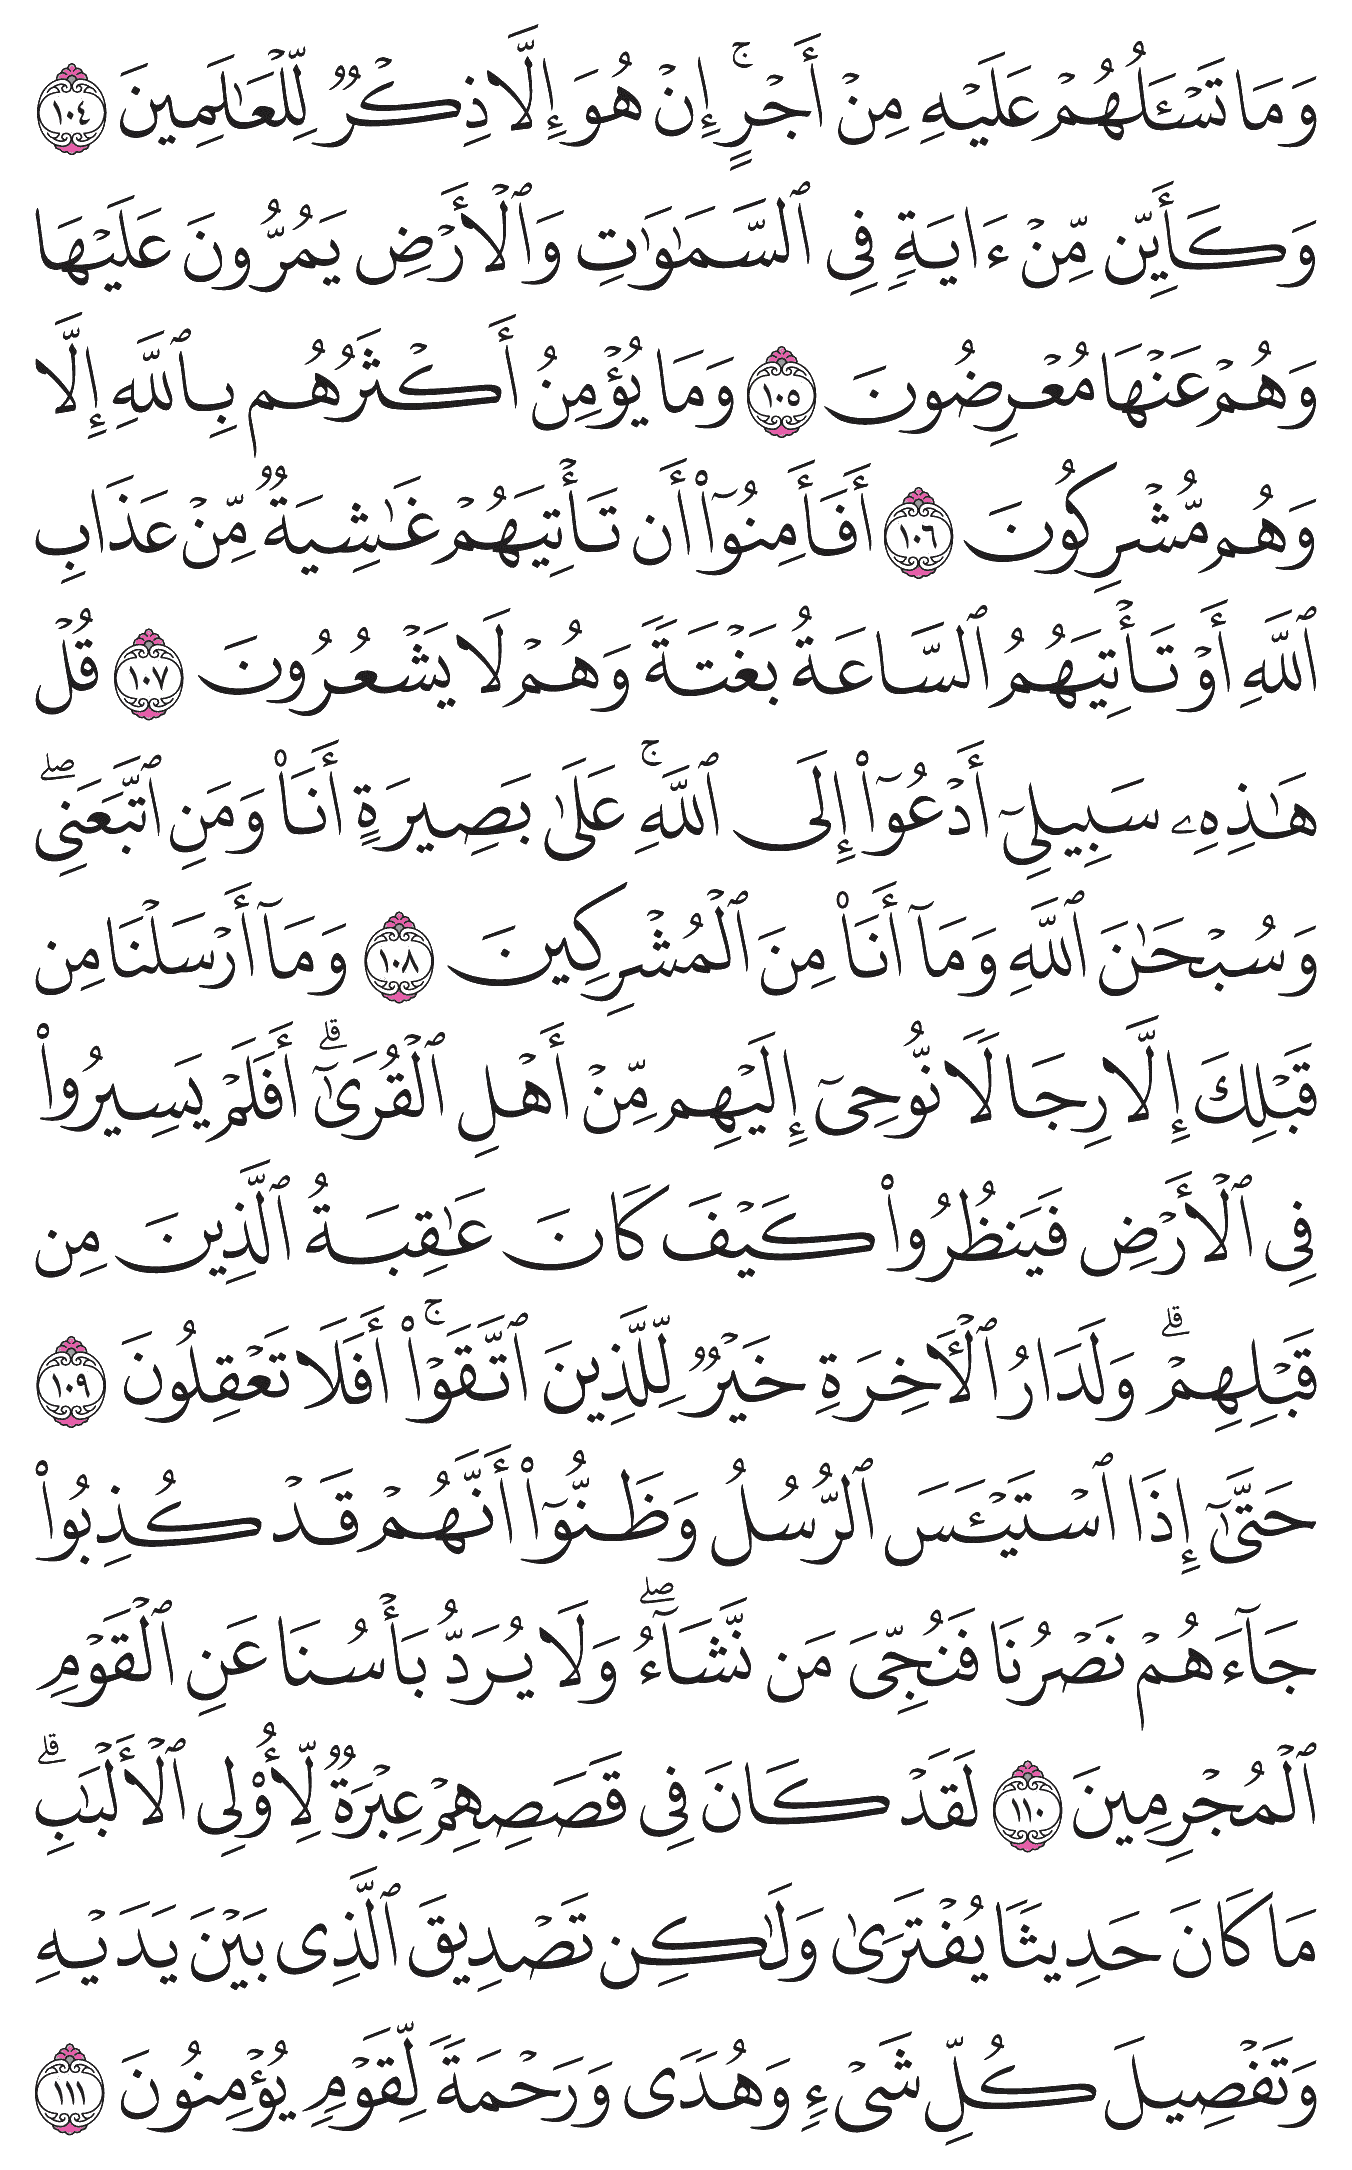 وَمَا تَسْـَٔلُهُمْ عَلَيْهِ مِنْ أَجْرٍۚ إِنْ هُوَ إِلَّا ذِكْرٌ لِّلْعَـٰلَمِينَ ١٠٤
وَكَأَيِّن مِّنْ ءَايَةٍ فِى ٱلسَّمَـٰوَٰتِ وَٱلْأَرْضِ يَمُرُّونَ عَلَيْهَا
وَهُمْ عَنْهَا مُعْرِضُونَ ١٠٥ وَمَا يُؤْمِنُ أَكْثَرُهُم بِٱللَّهِ إِلَّا
وَهُم مُّشْرِكُونَ ١٠٦ أَفَأَمِنُوٓا۟ أَن تَأْتِيَهُمْ غَـٰشِيَةٌ مِّنْ عَذَابِ
ٱللَّهِ أَوْ تَأْتِيَهُمُ ٱلسَّاعَةُ بَغْتَةً وَهُمْ لَا يَشْعُرُونَ ١٠٧ قُلْ
هَـٰذِهِۦ سَبِيلِىٓ أَدْعُوٓا۟ إِلَى ٱللَّهِۚ عَلَىٰ بَصِيرَةٍ أَنَا۠ وَمَنِ ٱتَّبَعَنِىۖ
وَسُبْحَـٰنَ ٱللَّهِ وَمَآ أَنَا۠ مِنَ ٱلْمُشْرِكِينَ ١٠٨ وَمَآ أَرْسَلْنَا مِن
قَبْلِكَ إِلَّا رِجَالًا نُّوحِىٓ إِلَيْهِم مِّنْ أَهْلِ ٱلْقُرَىٰٓۗ أَفَلَمْ يَسِيرُوا۟
فِى ٱلْأَرْضِ فَيَنظُرُوا۟ كَيْفَ كَانَ عَـٰقِبَةُ ٱلَّذِينَ مِن
قَبْلِهِمْۗ وَلَدَارُ ٱلْـَٔاخِرَةِ خَيْرٌ لِّلَّذِينَ ٱتَّقَوْا۟ۚ أَفَلَا تَعْقِلُونَ ١٠٩
حَتَّىٰٓ إِذَا ٱسْتَيْـَٔسَ ٱلرُّسُلُ وَظَنُّوٓا۟ أَنَّهُمْ قَدْ كُذِبُوا۟
جَآءَهُمْ نَصْرُنَا فَنُجِّىَ مَن نَّشَآءُۖ وَلَا يُرَدُّ بَأْسُنَا عَنِ ٱلْقَوْمِ
ٱلْمُجْرِمِينَ ١١٠ لَقَدْ كَانَ فِى قَصَصِهِمْ عِبْرَةٌ لِّأُو۟لِى ٱلْأَلْبَـٰبِۗ
مَا كَانَ حَدِيثًا يُفْتَرَىٰ وَلَـٰكِن تَصْدِيقَ ٱلَّذِى بَيْنَ يَدَيْهِ
وَتَفْصِيلَ كُلِّ شَىْءٍ وَهُدًى وَرَحْمَةً لِّقَوْمٍ يُؤْمِنُونَ ١١١